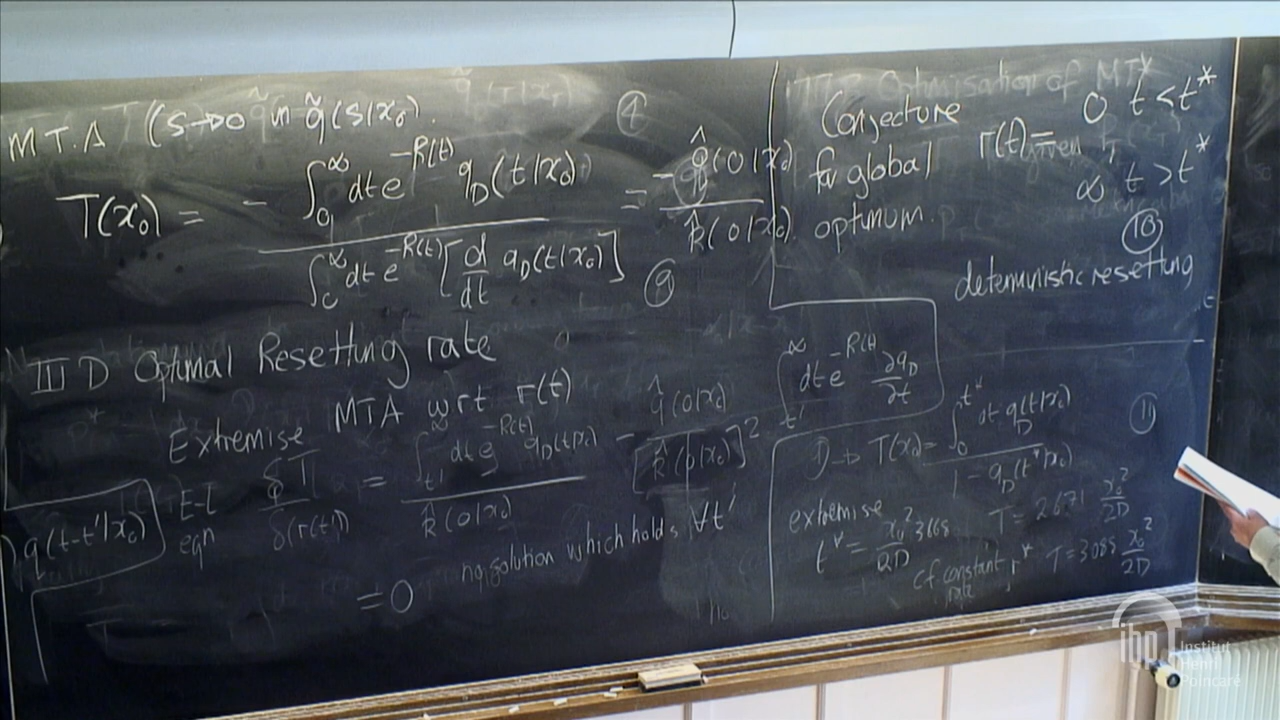 M.T.A T (s→0 in q̃(s|x₀).
④
T(x₀) = - ∫₀^∞ dt e^{-R(t)} q_D(t|x₀) / ∫₀^∞ dt e^{-R(t)} [d/dt q_D(t|x₀)] = - q̂(0|x₀) / k̂(0|x₀)
⑨
III D Optimal Resetting rate
Extremise MTA wrt r(t)
q(t-t'|x₀)
E-L eqn
δT / δ(r(t')) = ∫_{t'}^∞ dt e^{-R(t)} q_D(t|x₀) / k̂(0|x₀) - q̂(0|x₀) / [k̂(0|x₀)]² ∫_{t'}^∞ dt e^{-R(t)} ∂q_D/∂t
= 0
no solution which holds ∀t'
Conjecture
for global
optimum.
r(t) = 0 t < t*
∞ t > t*
⑩
deterministic resetting
⑪
→ T(x₀) = ∫₀^{t*} dt q_D(t|x₀) / 1 - q_D(t*|x₀)
extremise
t* = x₀²/2D 3.668
T = 2.671 x₀²/2D
cf constant rate r* T = 3.088 x₀²/2D
ihp
Institut
Henri
Poincaré